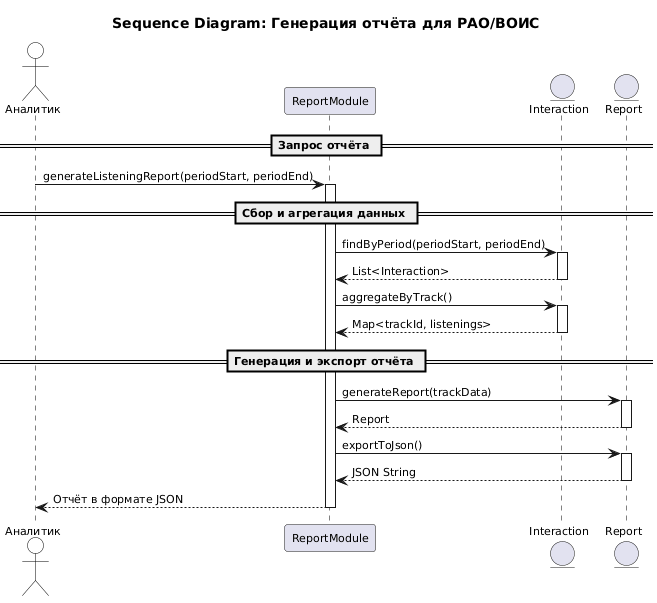 Sequence Diagram: Генерация отчёта для РАО/ВОИС
Аналитик
ReportModule
Interaction
Report
Запрос отчёта
generateListeningReport(periodStart, periodEnd)
Сбор и агрегация данных
findByPeriod(periodStart, periodEnd)
List<Interaction>
aggregateByTrack()
Map<trackId, listenings>
Генерация и экспорт отчёта
generateReport(trackData)
Report
exportToJson()
JSON String
Отчёт в формате JSON
Аналитик
ReportModule
Interaction
Report